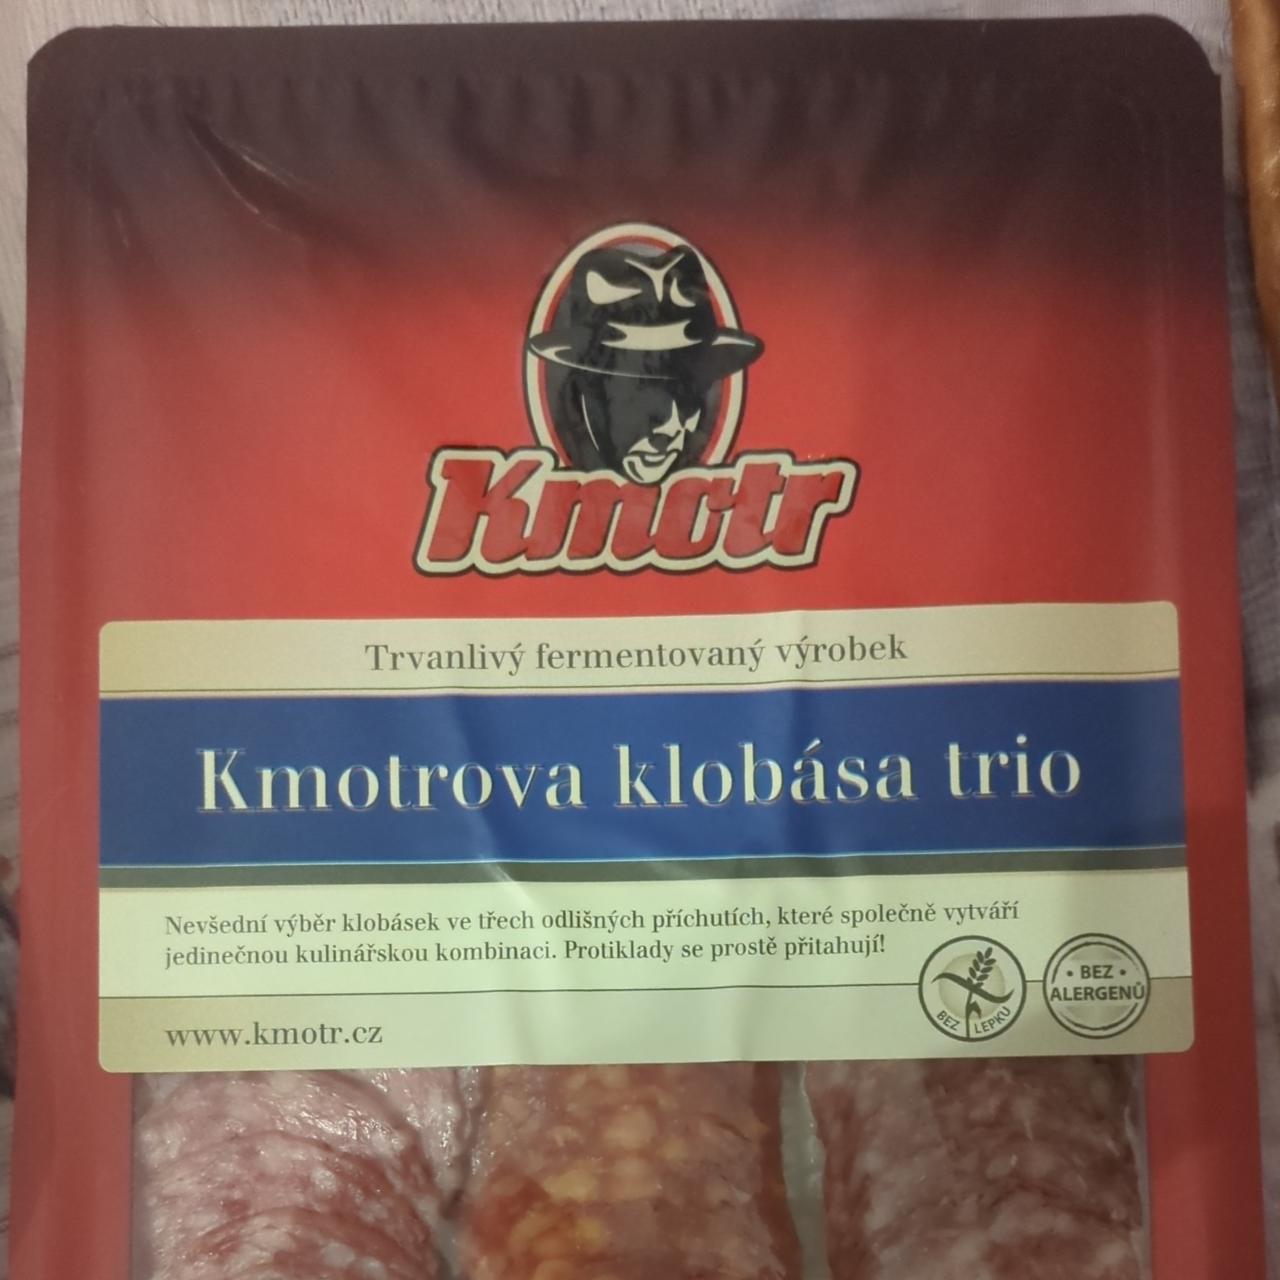 Kmotr
Trvanlivý fermentovaný výrobek
Kmotrova klobása trio
Nevšední výběr klobásek ve třech odlišných příchutích, které společně vytváří
jedinečnou kulinářskou kombinaci. Protiklady se prostě přitahují!
BEZ LEPKU
BEZ
ALERGENŮ
www.kmotr.cz